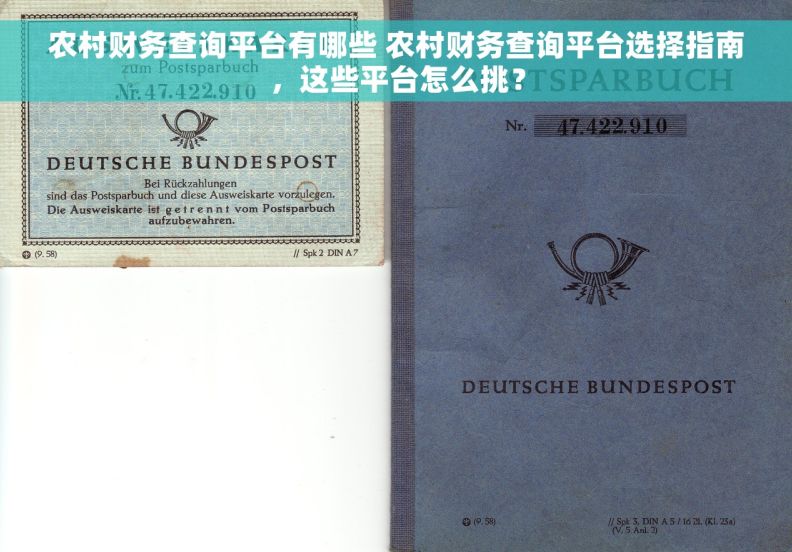 农村财务查询平台有哪些 农村财务查询平台选择指南
，这些平台怎么挑？
zum Postsparbuch
Nr. 47.422.910
DEUTSCHE BUNDESPOST
Bei Rückzahlungen
sind das Postsparbuch und diese Ausweiskarte vorzulegen.
Die Ausweiskarte ist getrennt vom Postsparbuch
aufzubewahren.
(9. 58)
// Spk 2 DIN A 7
POSTSPARBUCH
Nr. 47.422.910
DEUTSCHE BUNDESPOST
(9. 58)
// Spk 3, DIN A 5 / 16 Bl. (Kl. 23a)
(V, 5 Anl. 2)